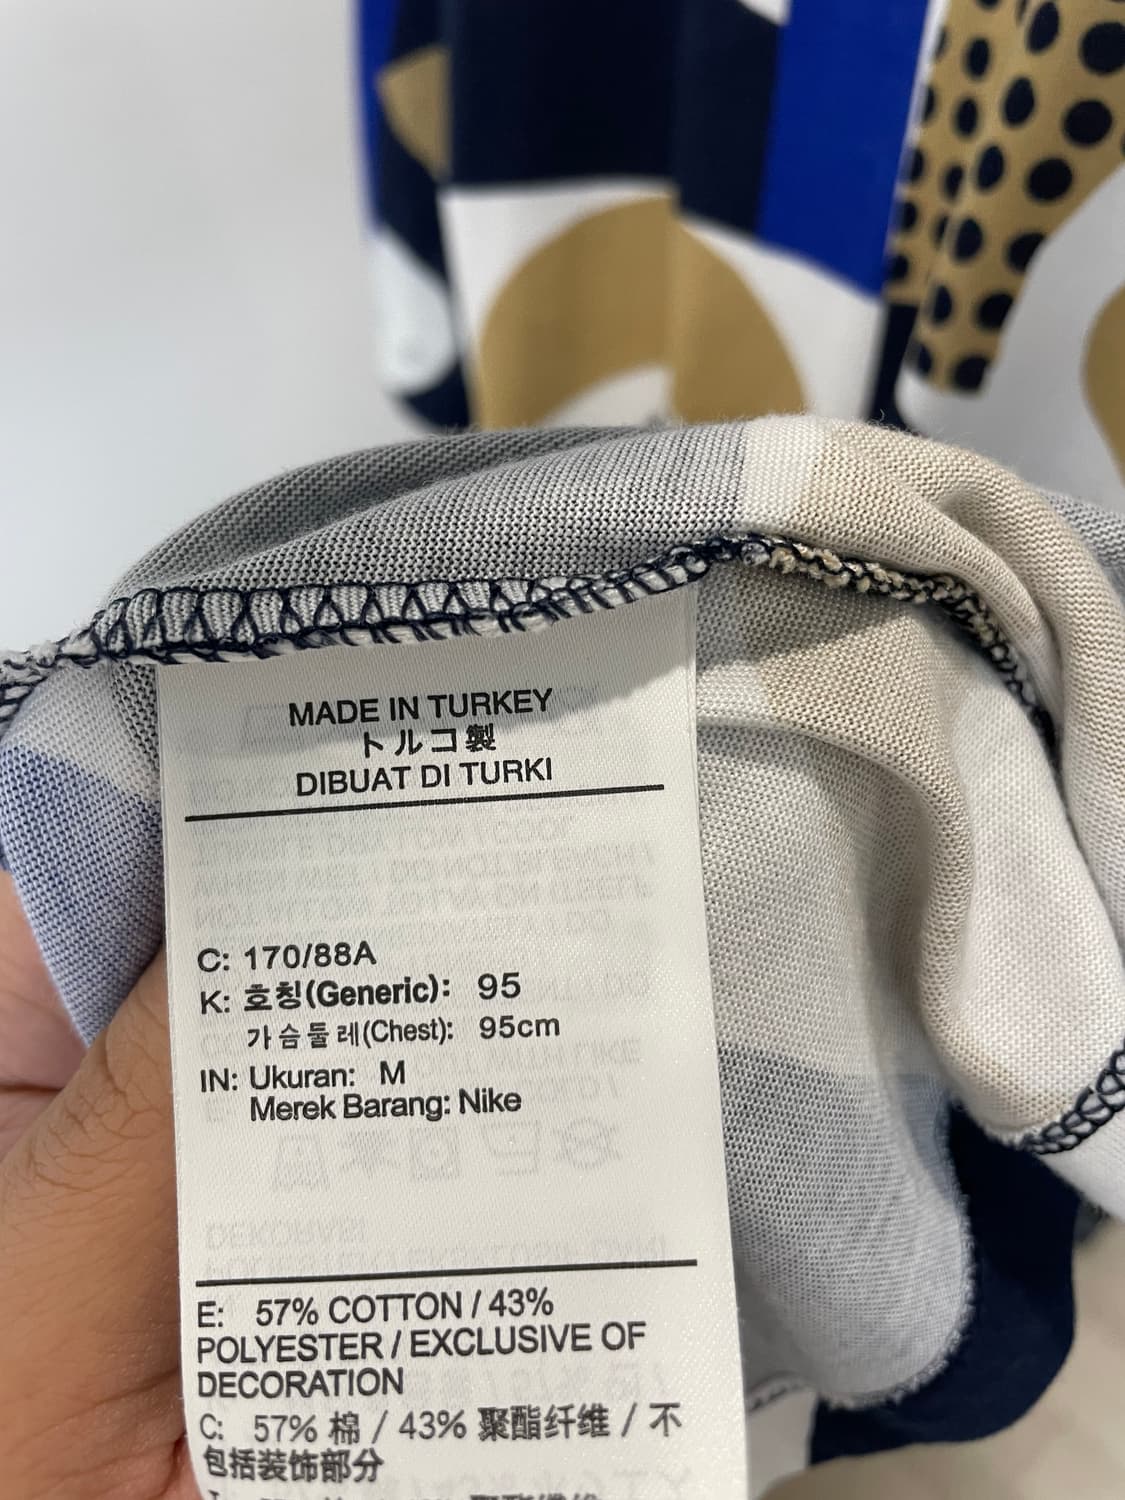 MADE IN TURKEY
トルコ製
DIBUAT DI TURKI
C: 170/88A
K: 호칭(Generic): 95
가슴둘레(Chest): 95cm
IN: Ukuran: M
Merek Barang: Nike
E: 57% COTTON / 43%
POLYESTER / EXCLUSIVE OF
DECORATION
C: 57% 棉 / 43% 聚酯纤维 / 不
包括装饰部分